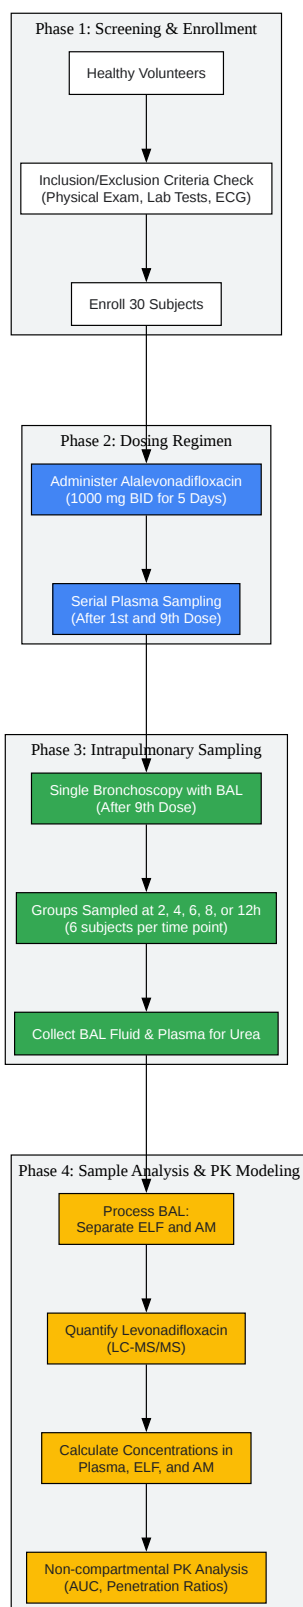 Phase 1: Screening & Enrollment
Healthy Volunteers
Inclusion/Exclusion Criteria Check
(Physical Exam, Lab Tests, ECG)
Enroll 30 Subjects
Phase 2: Dosing Regimen
Administer Alalevonadifloxacin
(1000 mg BID for 5 Days)
Serial Plasma Sampling
(After 1st and 9th Dose)
Phase 3: Intrapulmonary Sampling
Single Bronchoscopy with BAL
(After 9th Dose)
Groups Sampled at 2, 4, 6, 8, or 12h
(6 subjects per time point)
Collect BAL Fluid & Plasma for Urea
Phase 4: Sample Analysis & PK Modeling
Process BAL:
Separate ELF and AM
Quantify Levonadifloxacin
(LC-MS/MS)
Calculate Concentrations in
Plasma, ELF, and AM
Non-compartmental PK Analysis
(AUC, Penetration Ratios)